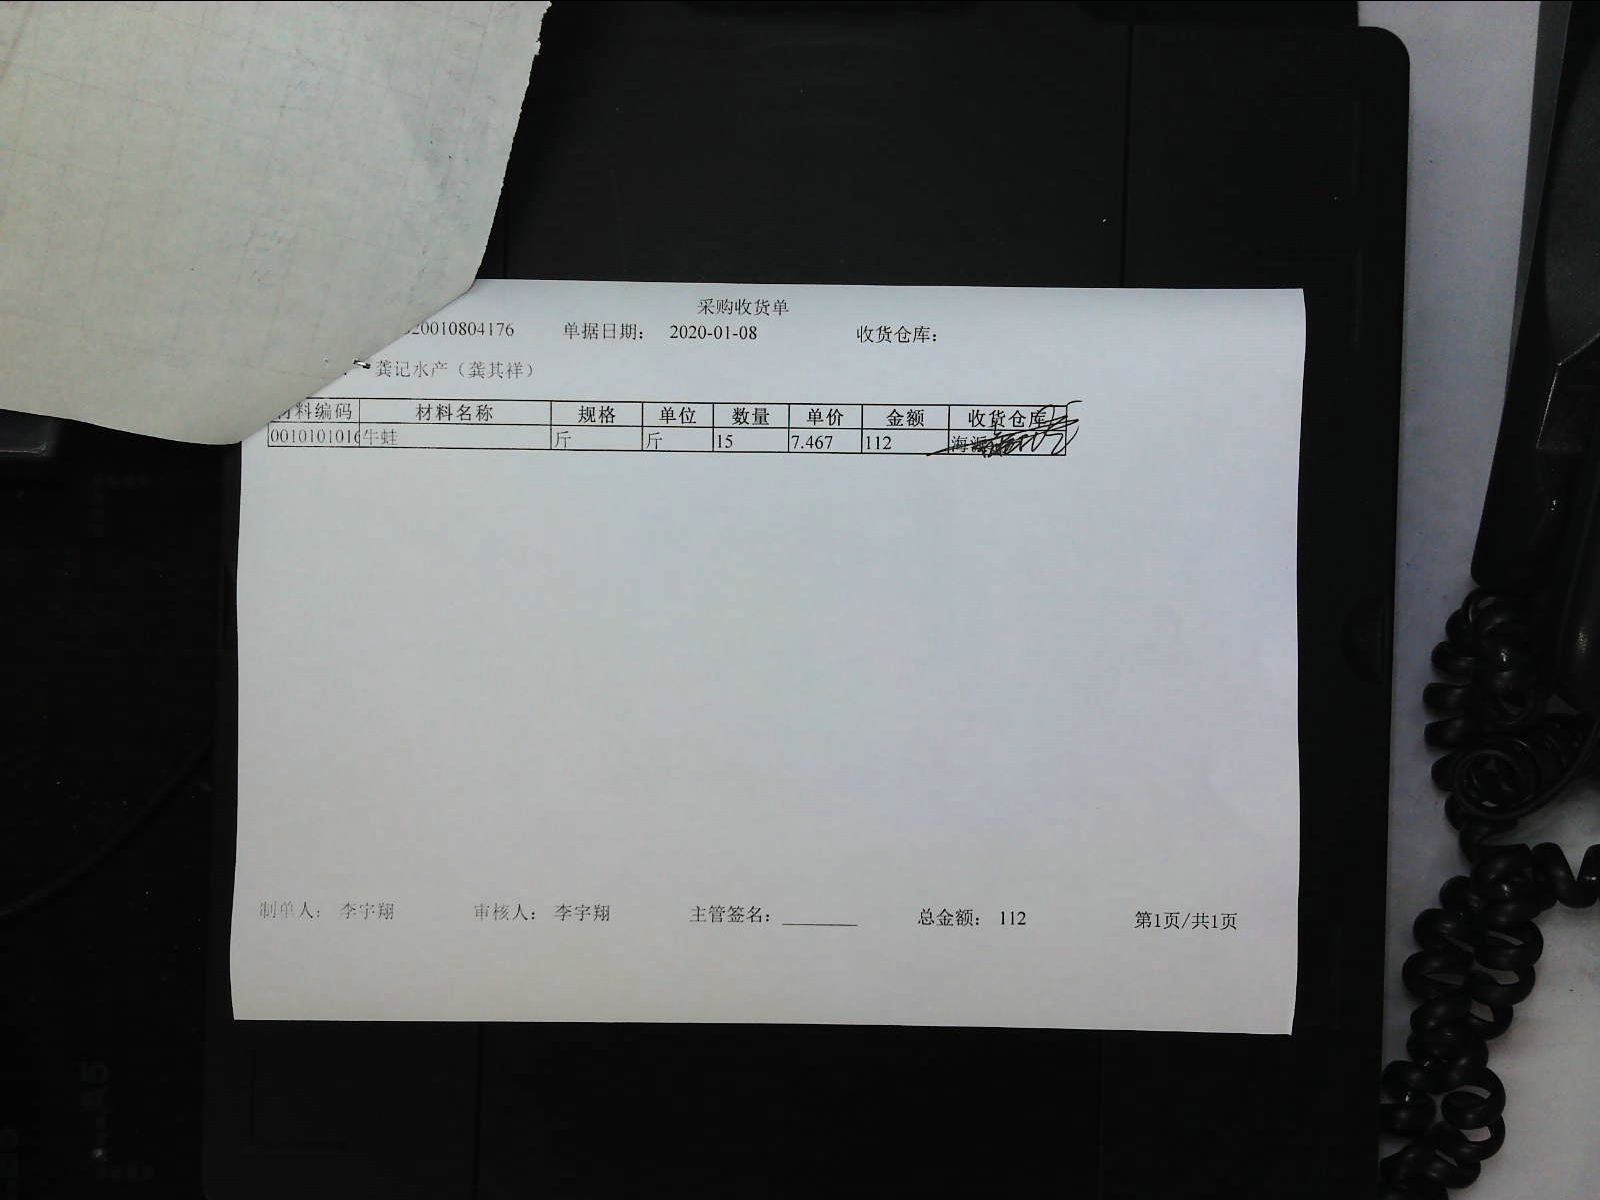 采购收货单
20010804176 单据日期： 2020-01-08 收货仓库：
龚记水产（龚其祥）
材料编码 材料名称 规格 单位 数量 单价 金额 收货仓库
0010101016 牛蛙 斤 斤 15 7.467 112
制单人： 李宇翔 审核人： 李宇翔 主管签名： ________ 总金额： 112 第1页/共1页